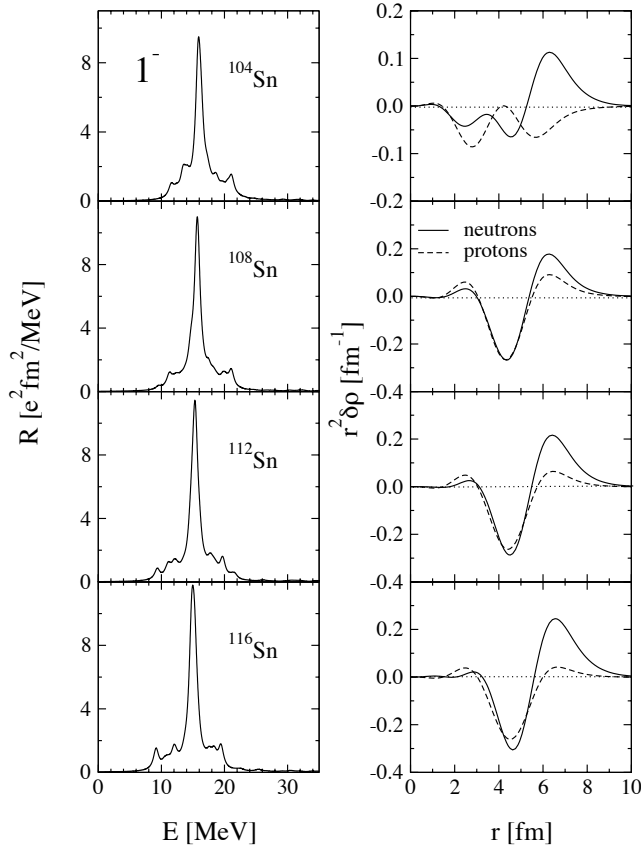 1⁻
¹⁰⁴Sn
8
4
0
0.2
0.1
0.0
-0.1
0.2
¹⁰⁸Sn
neutrons
protons
8
4
0
0.2
0.0
-0.2
0.4
¹¹²Sn
8
4
0
0.2
0.0
-0.2
0.4
¹¹⁶Sn
8
4
0
0.2
0.0
-0.2
-0.4
R [e²fm²/MeV]
r²δρ [fm⁻¹]
0 10 20 30
0 2 4 6 8 10
E [MeV]
r [fm]